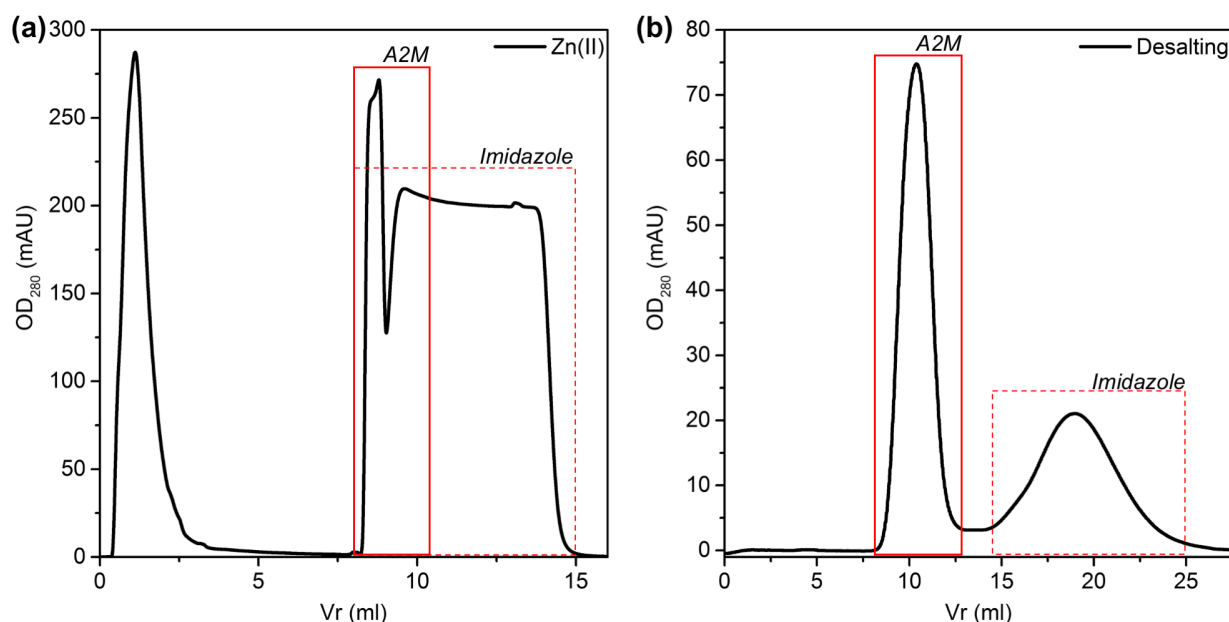 (a)
300
250
200
150
100
50
0
OD280 (mAU)
A2M
Zn(II)
Imidazole
0 5 10 15
Vr (ml)
(b)
80
70
60
50
40
30
20
10
0
OD280 (mAU)
A2M
Desalting
Imidazole
0 5 10 15 20 25
Vr (ml)